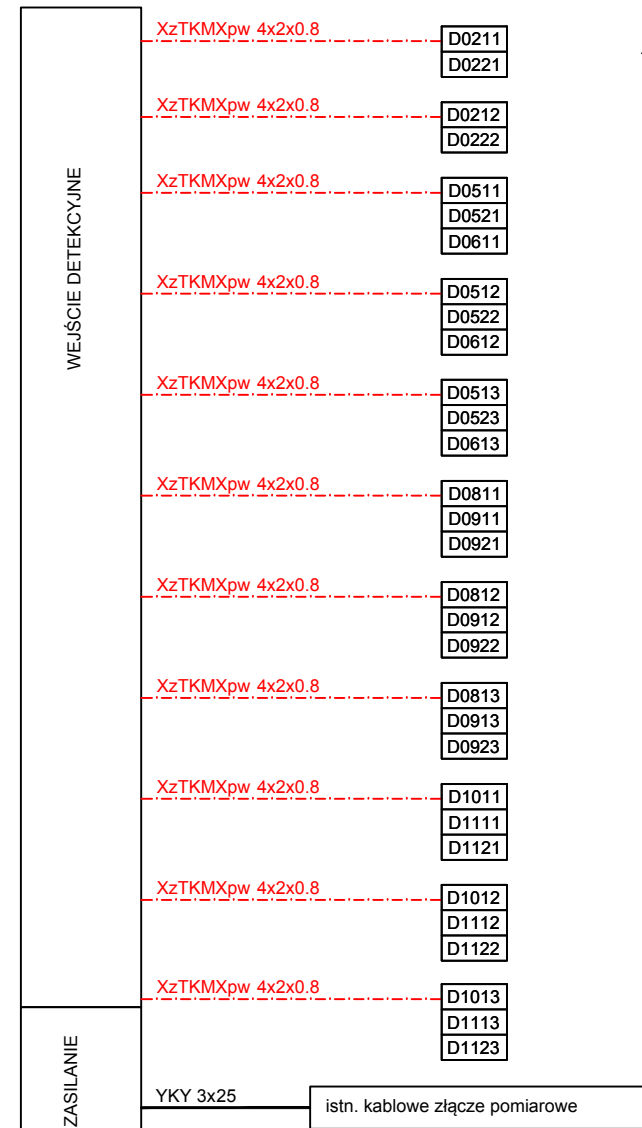 WEJŚCIE DETEKCYJNE
XzTKMXpw 4x2x0.8
D0211
D0221
XzTKMXpw 4x2x0.8
D0212
D0222
XzTKMXpw 4x2x0.8
D0511
D0521
D0611
XzTKMXpw 4x2x0.8
D0512
D0522
D0612
XzTKMXpw 4x2x0.8
D0513
D0523
D0613
XzTKMXpw 4x2x0.8
D0811
D0911
D0921
XzTKMXpw 4x2x0.8
D0812
D0912
D0922
XzTKMXpw 4x2x0.8
D0813
D0913
D0923
XzTKMXpw 4x2x0.8
D1011
D1111
D1121
XzTKMXpw 4x2x0.8
D1012
D1112
D1122
XzTKMXpw 4x2x0.8
D1013
D1113
D1123
ZASILANIE
YKY 3x25
istn. kablowe złącze pomiarowe